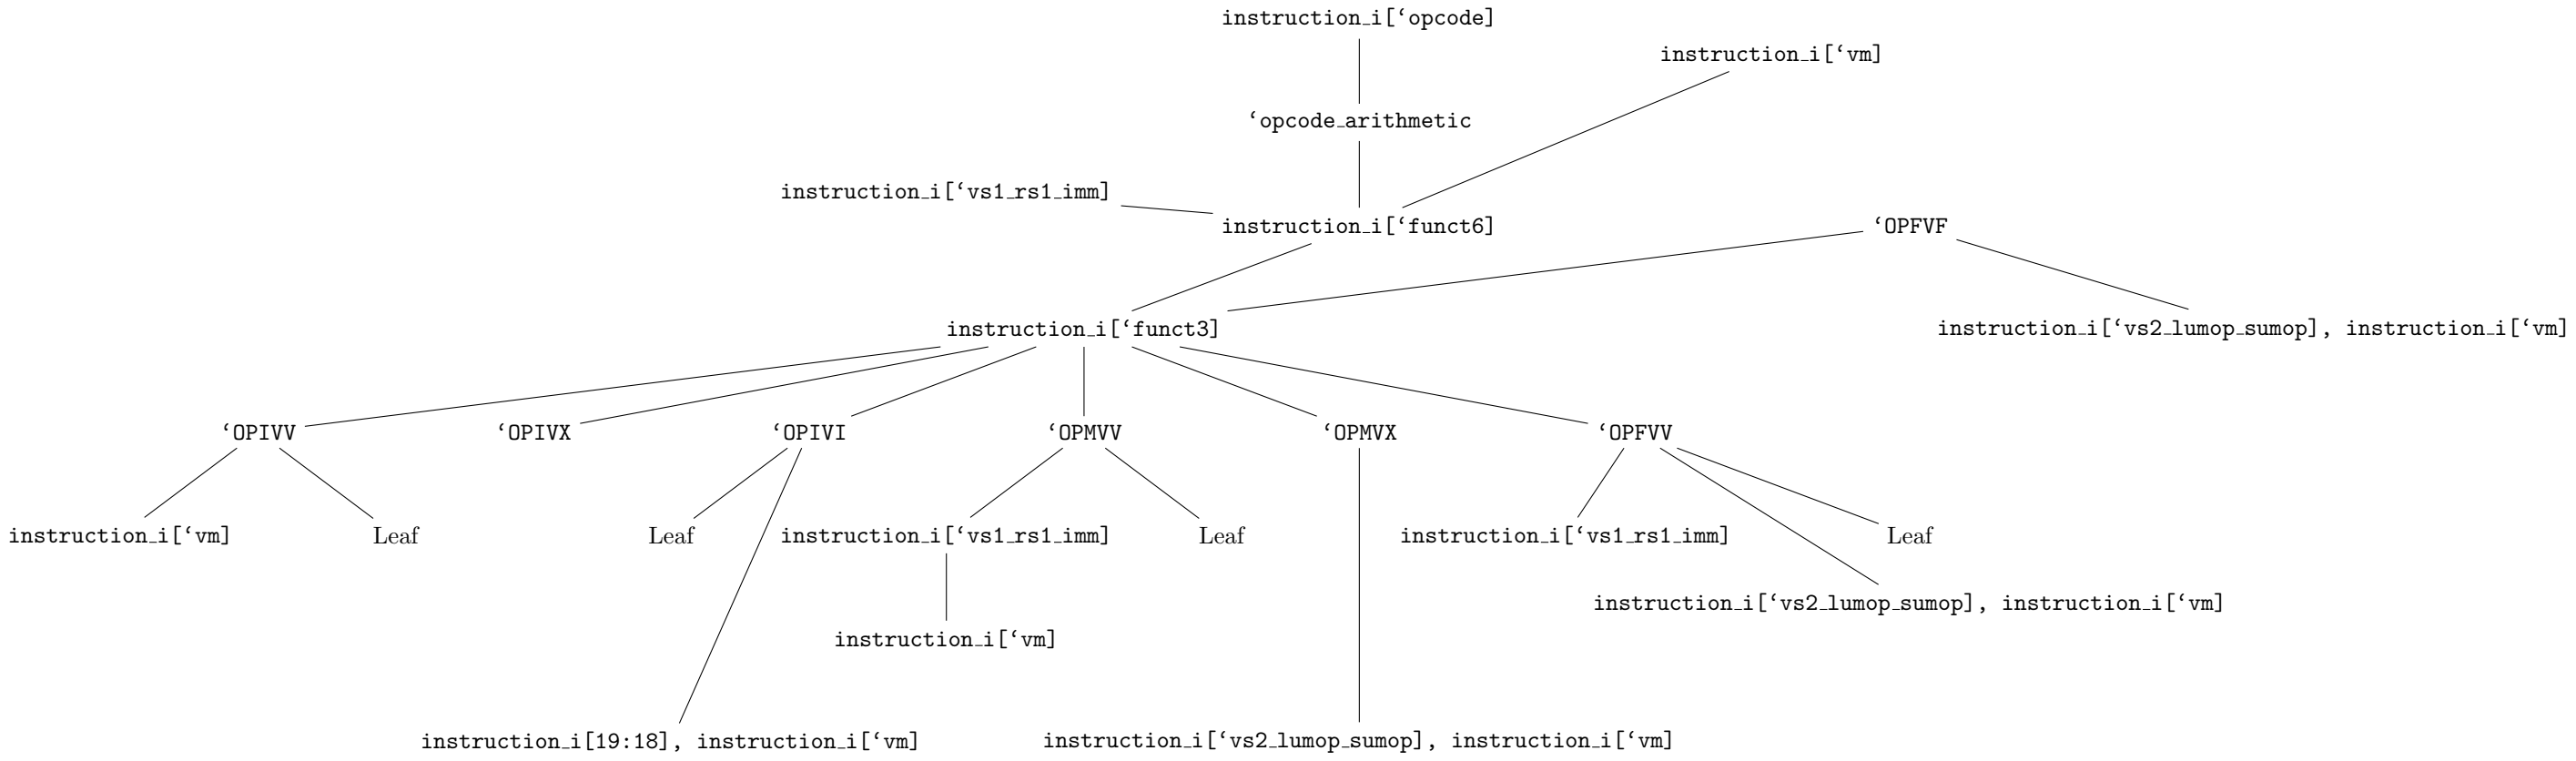 instruction_i[‘opcode]
instruction_i[‘vm]
‘opcode_arithmetic
instruction_i[‘vs1_rs1_imm]
instruction_i[‘funct6]
‘OPFVF
instruction_i[‘funct3]
instruction_i[‘vs2_lumop_sumop], instruction_i[‘vm]
‘OPIVV
‘OPIVX
‘OPIVI
‘OPMVV
‘OPMVX
‘OPFVV
instruction_i[‘vm]
Leaf
Leaf
instruction_i[‘vs1_rs1_imm]
Leaf
instruction_i[‘vs1_rs1_imm]
Leaf
instruction_i[‘vs2_lumop_sumop], instruction_i[‘vm]
instruction_i[‘vm]
instruction_i[19:18], instruction_i[‘vm]
instruction_i[‘vs2_lumop_sumop], instruction_i[‘vm]